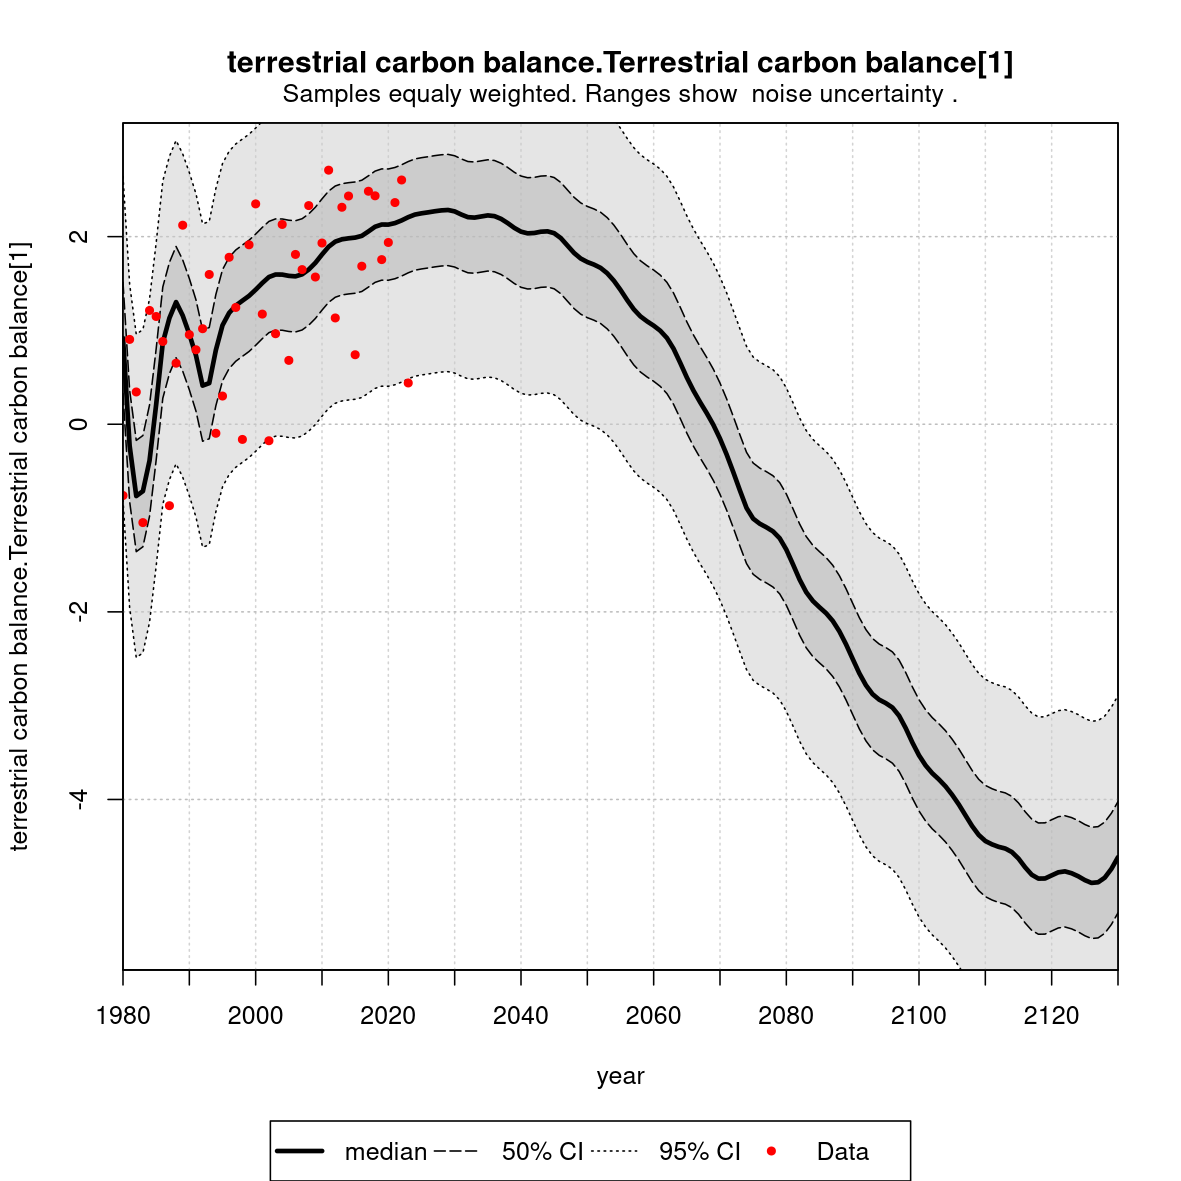 terrestrial carbon balance.Terrestrial carbon balance[1]
Samples equaly weighted. Ranges show  noise uncertainty .
terrestrial carbon balance.Terrestrial carbon balance[1]
2
0
-2
-4
1980 2000 2020 2040 2060 2080 2100 2120
year
median 50% CI 95% CI Data